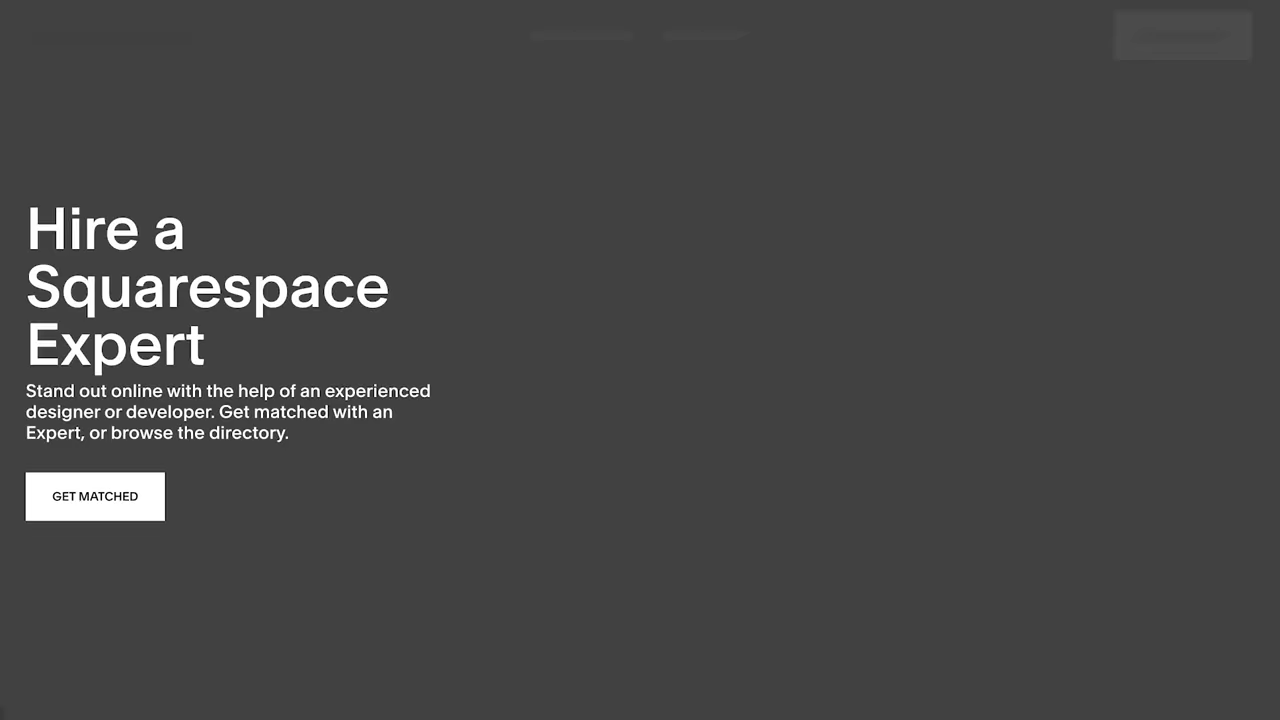 Hire a
Squarespace
Expert
Stand out online with the help of an experienced
designer or developer. Get matched with an
Expert, or browse the directory.
GET MATCHED